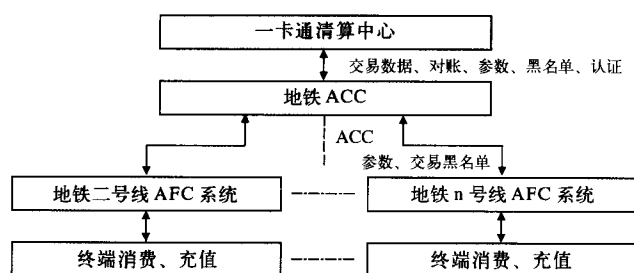 一卡通清算中心
交易数据、对账、参数、黑名单、认证
地铁 ACC
ACC
参数、交易黑名单
地铁二号线 AFC 系统
地铁 n 号线 AFC 系统
终端消费、充值
终端消费、充值